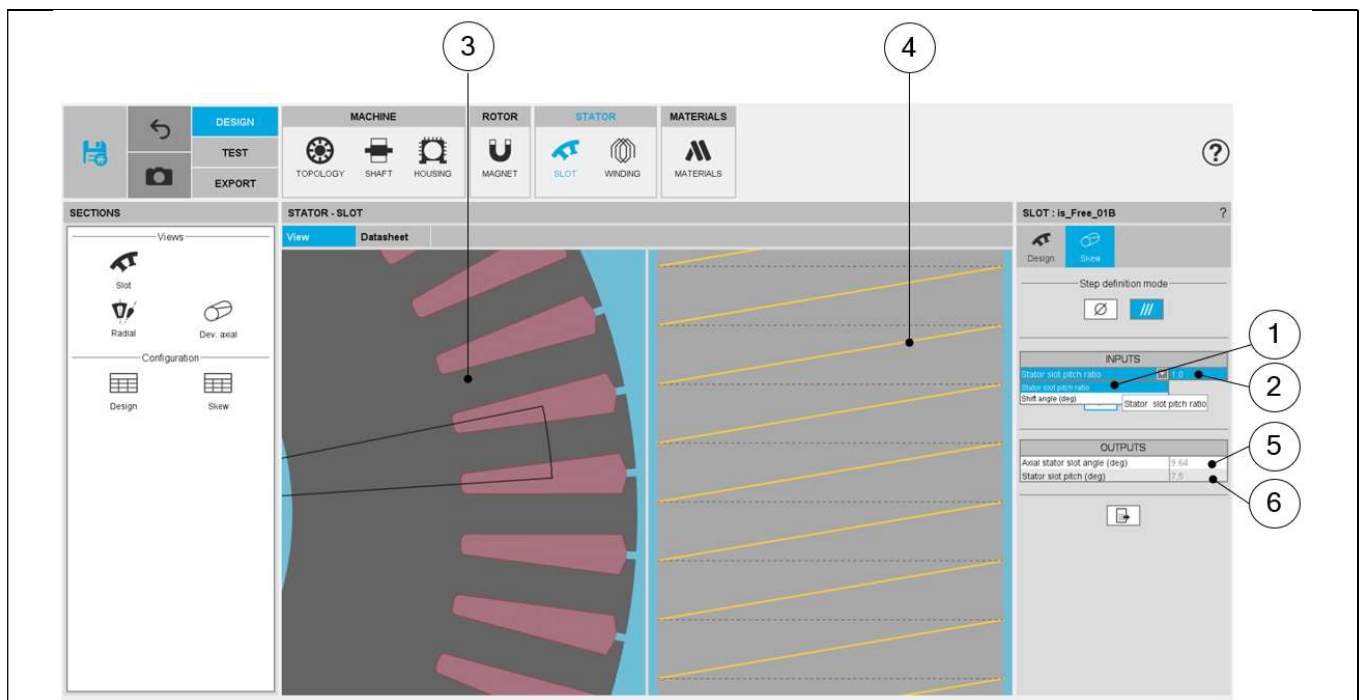 3
4
DESIGN
TEST
EXPORT
MACHINE
ROTOR
STATOR
MATERIALS
TOPOLOGY
SHAFT
HOUSING
MAGNET
SLOT
WINDING
MATERIALS
?
SECTIONS
STATOR - SLOT
SLOT : is_Free_01B
?
Views
Slot
Radial
Dev. axial
Configuration
Design
Skew
View
Datasheet
Design
Skew
Step definition mode
1
INPUTS
Stator slot pitch ratio 1.0
2
Stator slot pitch ratio
Shift angle (deg)
Stator slot pitch ratio
OUTPUTS
Axial stator slot angle (deg) 9.64
5
Stator slot pitch (deg) 7.5
6